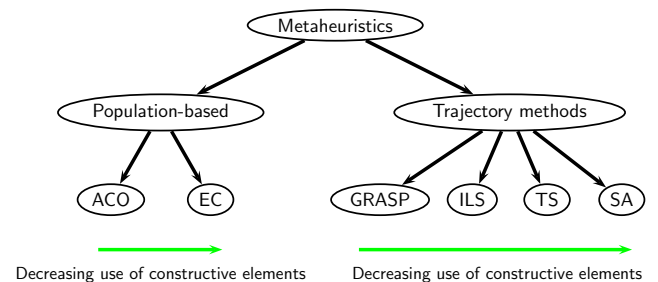 Metaheuristics
Population-based
Trajectory methods
ACO
EC
GRASP
ILS
TS
SA
Decreasing use of constructive elements
Decreasing use of constructive elements